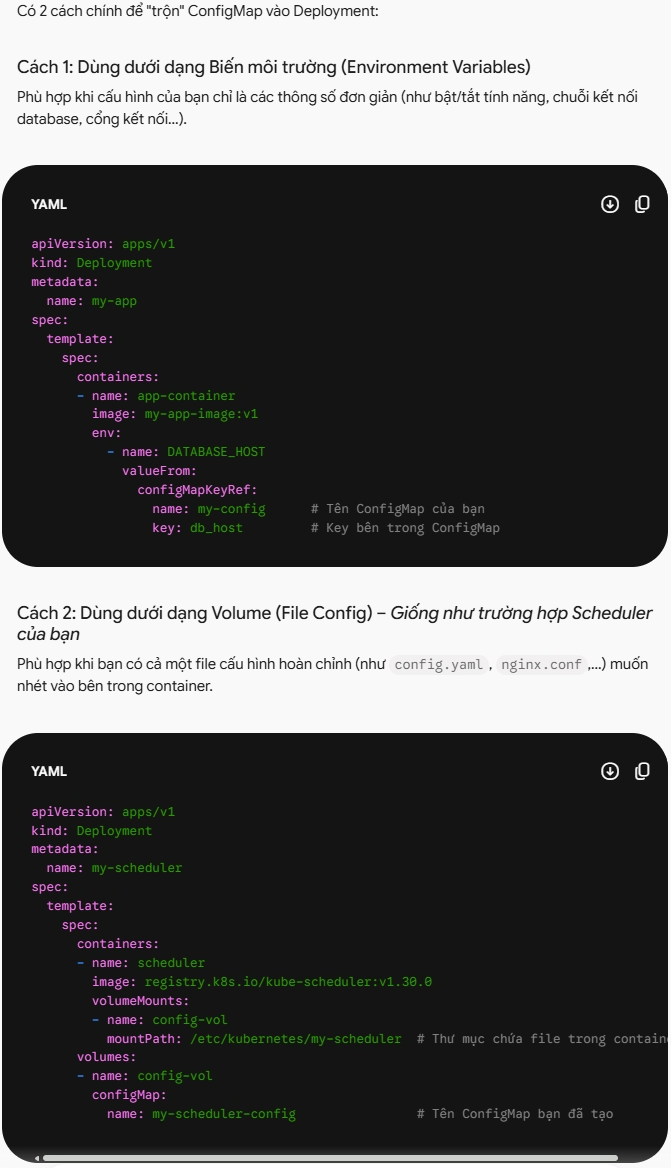 Có 2 cách chính để "trộn" ConfigMap vào Deployment:
Cách 1: Dùng dưới dạng Biến môi trường (Environment Variables)
Phù hợp khi cấu hình của bạn chỉ là các thông số đơn giản (như bật/tắt tính năng, chuỗi kết nối
database, cổng kết nối...).
YAML
apiVersion: apps/v1
kind: Deployment
metadata:
  name: my-app
spec:
  template:
    spec:
      containers:
      - name: app-container
        image: my-app-image:v1
        env:
          - name: DATABASE_HOST
            valueFrom:
              configMapKeyRef:
                name: my-config      # Tên ConfigMap của bạn
                key: db_host         # Key bên trong ConfigMap
Cách 2: Dùng dưới dạng Volume (File Config) – Giống như trường hợp Scheduler
của bạn
Phù hợp khi bạn có cả một file cấu hình hoàn chỉnh (như config.yaml, nginx.conf,...) muốn
nhét vào bên trong container.
YAML
apiVersion: apps/v1
kind: Deployment
metadata:
  name: my-scheduler
spec:
  template:
    spec:
      containers:
      - name: scheduler
        image: registry.k8s.io/kube-scheduler:v1.30.0
        volumeMounts:
        - name: config-vol
          mountPath: /etc/kubernetes/my-scheduler  # Thư mục chứa file trong
      volumes:
      - name: config-vol
        configMap:
          name: my-scheduler-config                # Tên ConfigMap bạn đã tạo